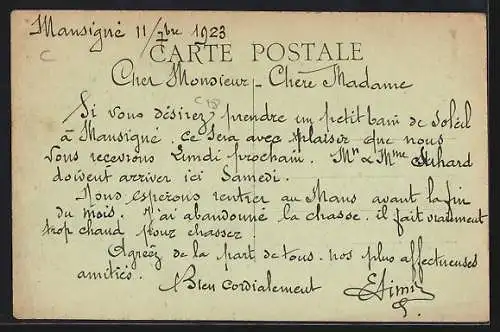 Mansigné 11/7bre 1923
CARTE POSTALE
Cher Monsieur - Chère Madame
Si vous désirez prendre un petit bain de Soleil
à Mansigné. ce sera avec plaisir que nous
Vous recevrons Lundi prochain. Mr & Mme
doivent arriver ici Samedi.
Nous espérons rentrer au Mans avant la fin
du mois. J'ai abandonné la chasse. il fait vraiment
trop chaud pour chasser
Agréez de la part de tous. nos plus affectueuses
amitiés.
Bien cordialement